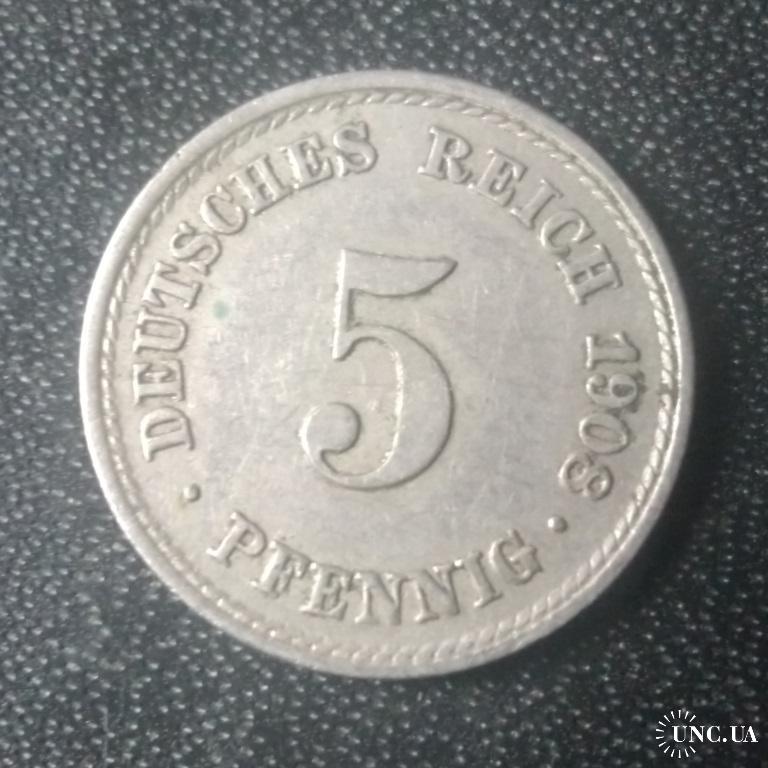 DEUTSCHES REICH 1908
5
· PFENNIG ·
UNC.UA